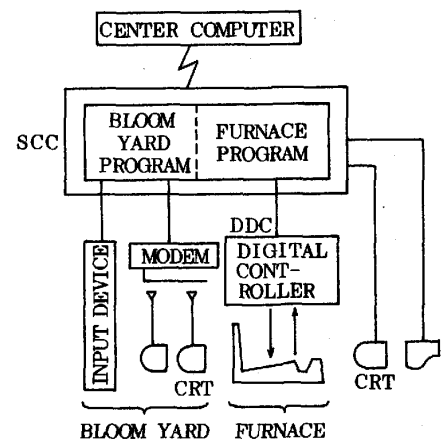 CENTER COMPUTER
SCC
BLOOM
YARD
PROGRAM
FURNACE
PROGRAM
INPUT DEVICE
MODEM
DDC
DIGITAL
CONT-
ROLLER
CRT
CRT
BLOOM YARD
FURNACE